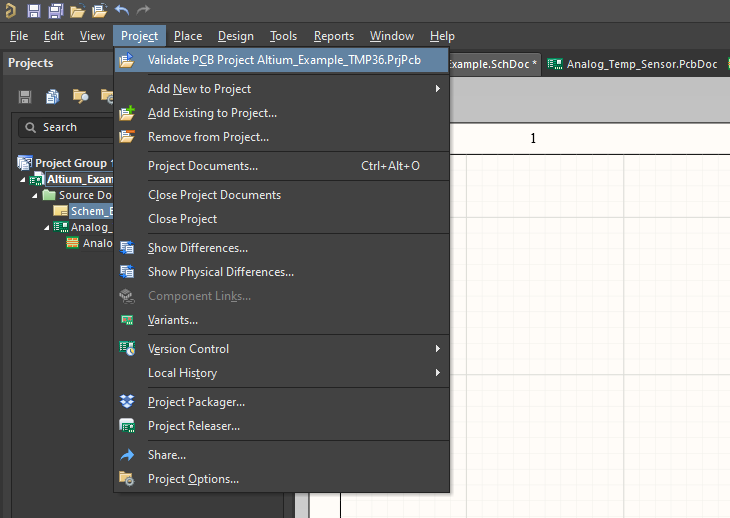 File Edit View Project Place Design Tools Reports Window Help
Projects
Validate PCB Project Altium_Example_TMP36.PrjPcb
Example.SchDoc * Analog_Temp_Sensor.PcbDoc
Add New to Project
Add Existing to Project...
Search
Remove from Project...
1
Project Group 1
Project Documents... Ctrl+Alt+O
Altium_Exam
Source Do
Close Project Documents
Schem_E
Close Project
Analog_
Analo
Show Differences...
Show Physical Differences...
Component Links...
Variants...
Version Control
Local History
Project Packager...
Project Releaser...
Share...
Project Options...